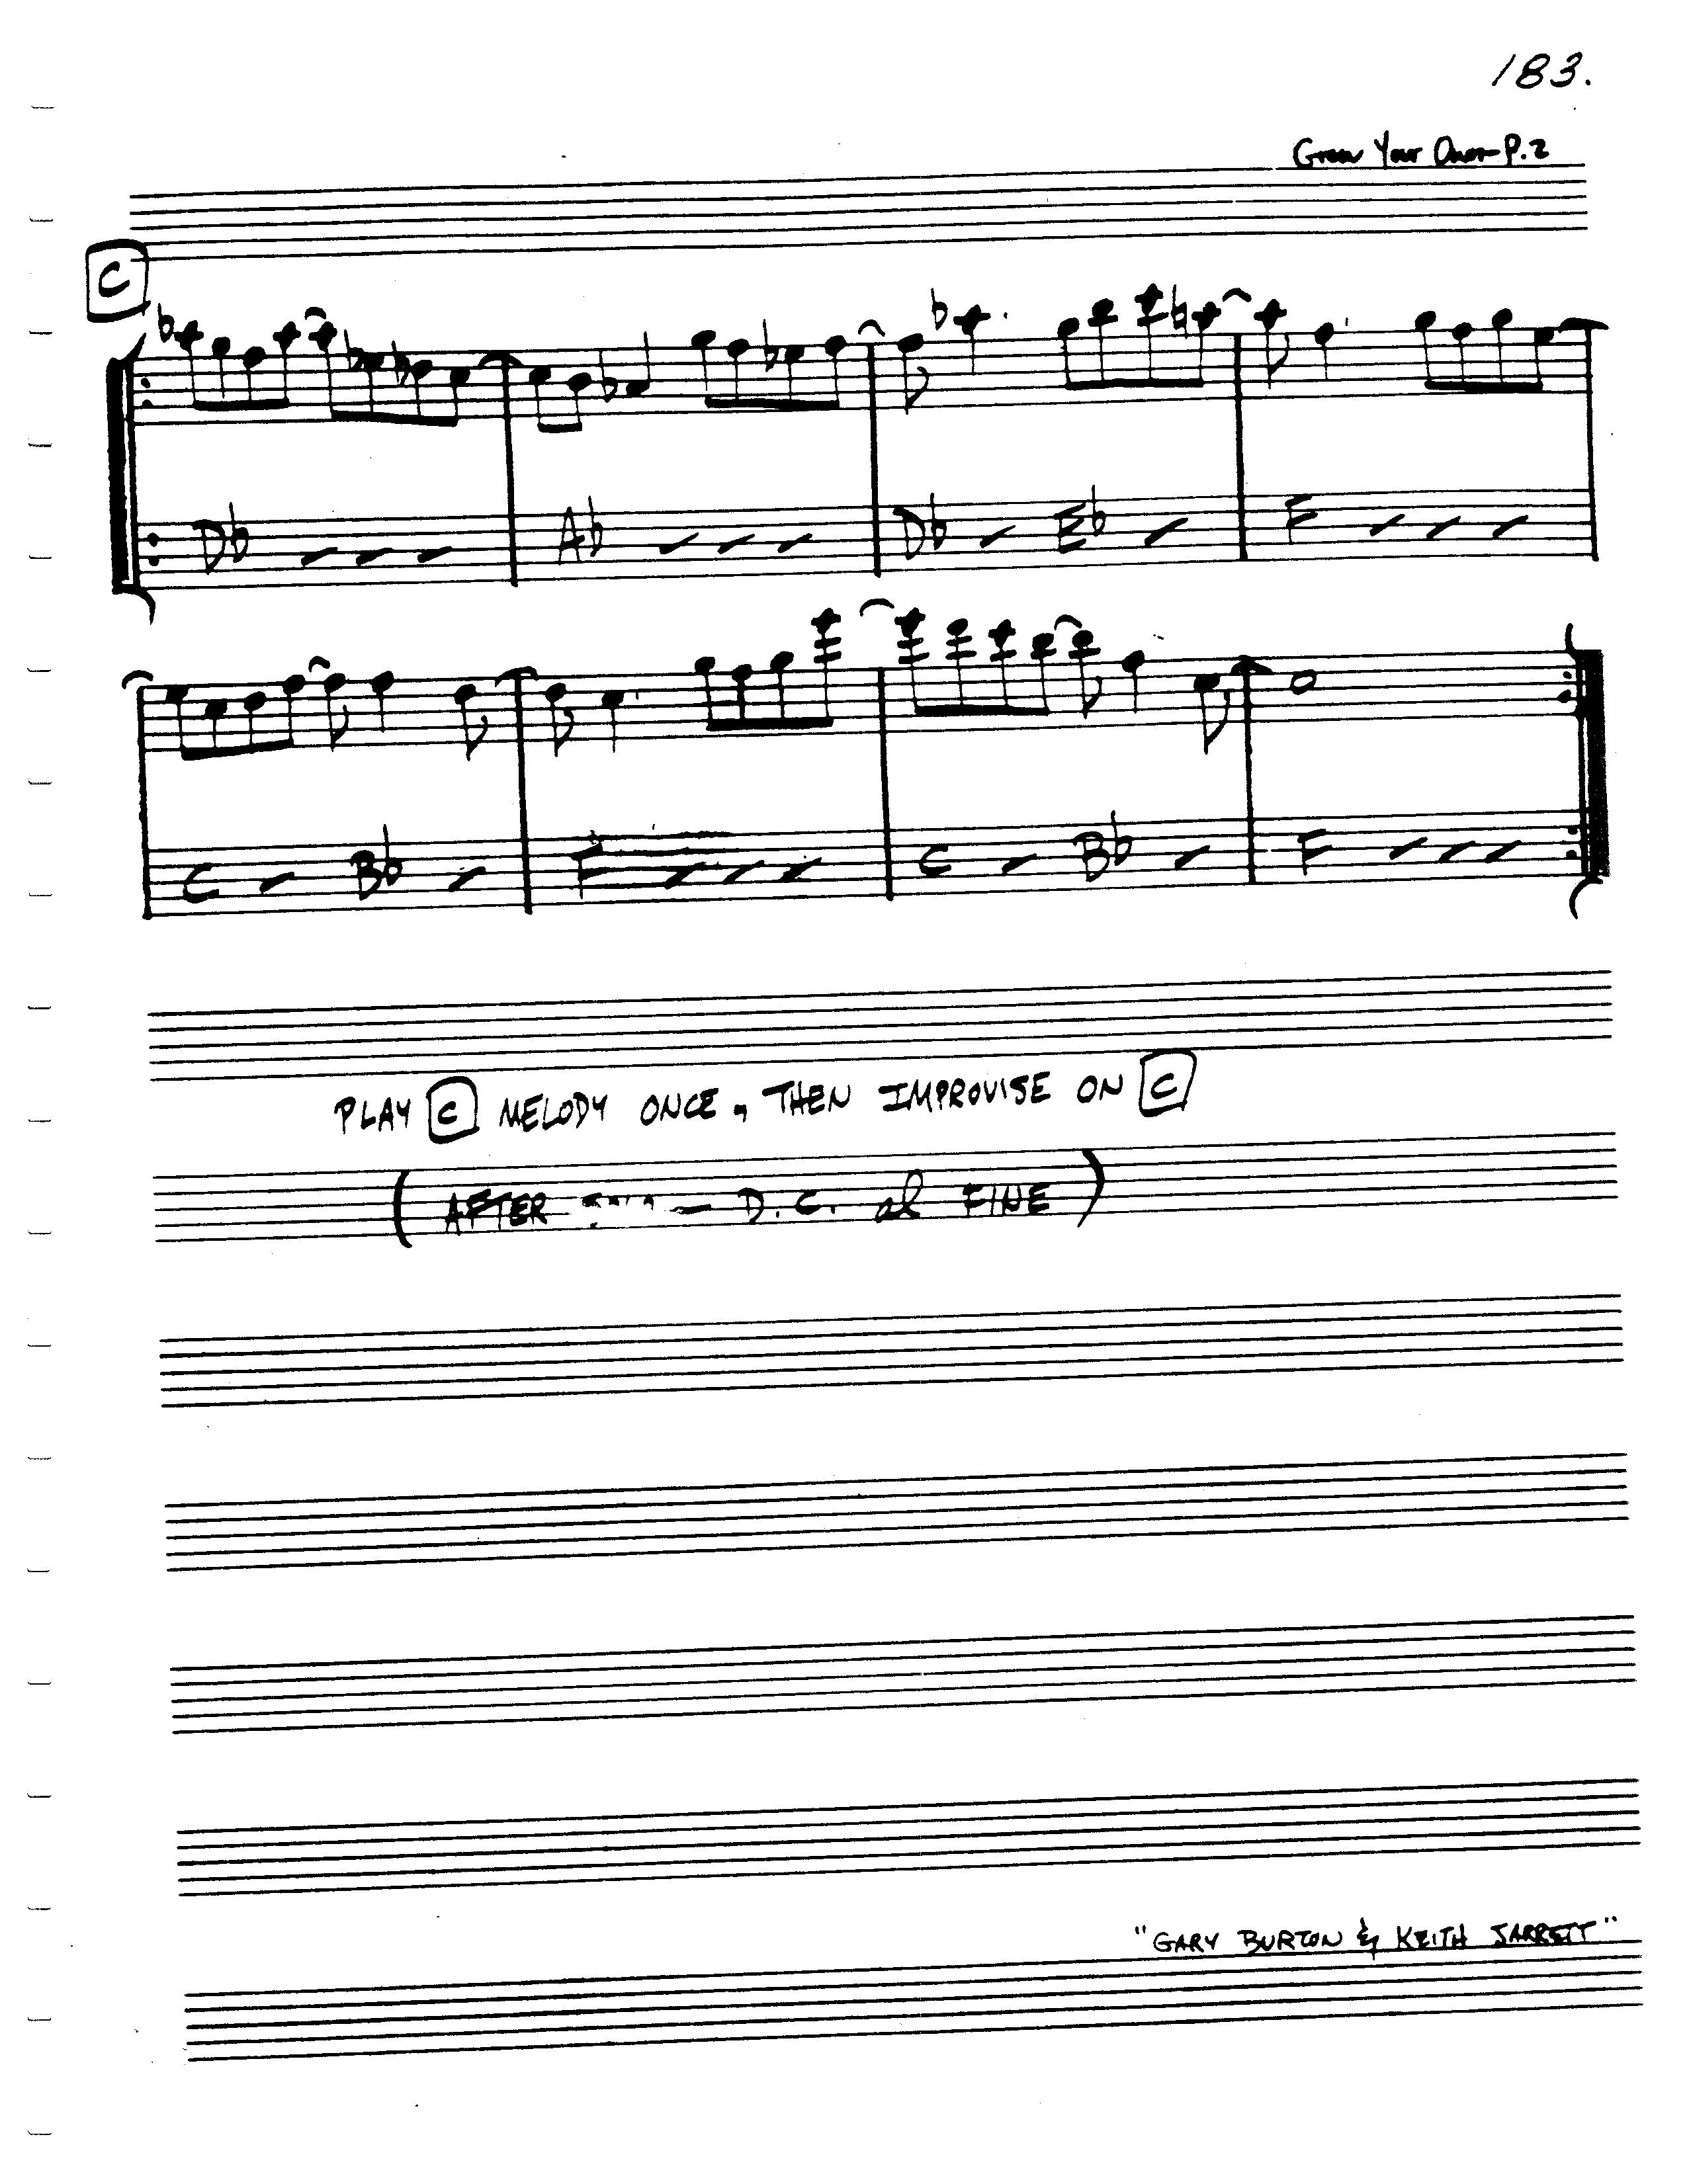 183.
Grow Your Own P.2
C
Db Ab Db Eb F
C Bb F C Bb F
PLAY C MELODY ONCE, THEN IMPROVISE ON C
(AFTER — D.C. al FINE)
"GARY BURTON & KEITH JARRETT"